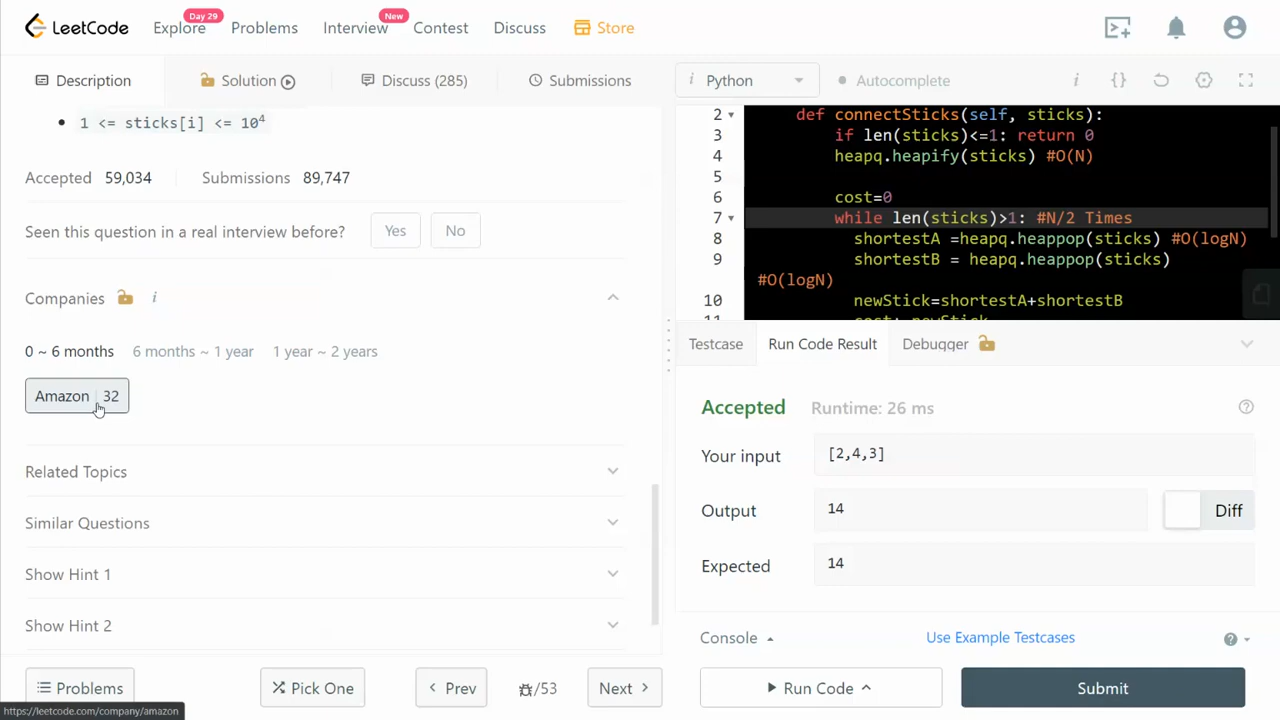 LeetCode
Explore
Day 29
Problems
Interview
New
Contest
Discuss
Store
Description
Solution
Discuss (285)
Submissions
i
Python
Autocomplete
i
{}
1 <= sticks[i] <= 10⁴
Accepted 59,034 Submissions 89,747
Seen this question in a real interview before? Yes No
Companies i
0 ~ 6 months 6 months ~ 1 year 1 year ~ 2 years
Amazon 32
Related Topics
Similar Questions
Show Hint 1
Show Hint 2
Problems
Pick One
Prev
/53
Next
https://leetcode.com/company/amazon
2 def connectSticks(self, sticks):
3 if len(sticks)<=1: return 0
4 heapq.heapify(sticks) #O(N)
5
6 cost=0
7 while len(sticks)>1: #N/2 Times
8 shortestA =heapq.heappop(sticks) #O(logN)
9 shortestB = heapq.heappop(sticks)
#O(logN)
10 newStick=shortestA+shortestB
Testcase Run Code Result Debugger
Accepted Runtime: 26 ms
Your input [2,4,3]
Output 14 Diff
Expected 14
Console Use Example Testcases
Run Code Submit